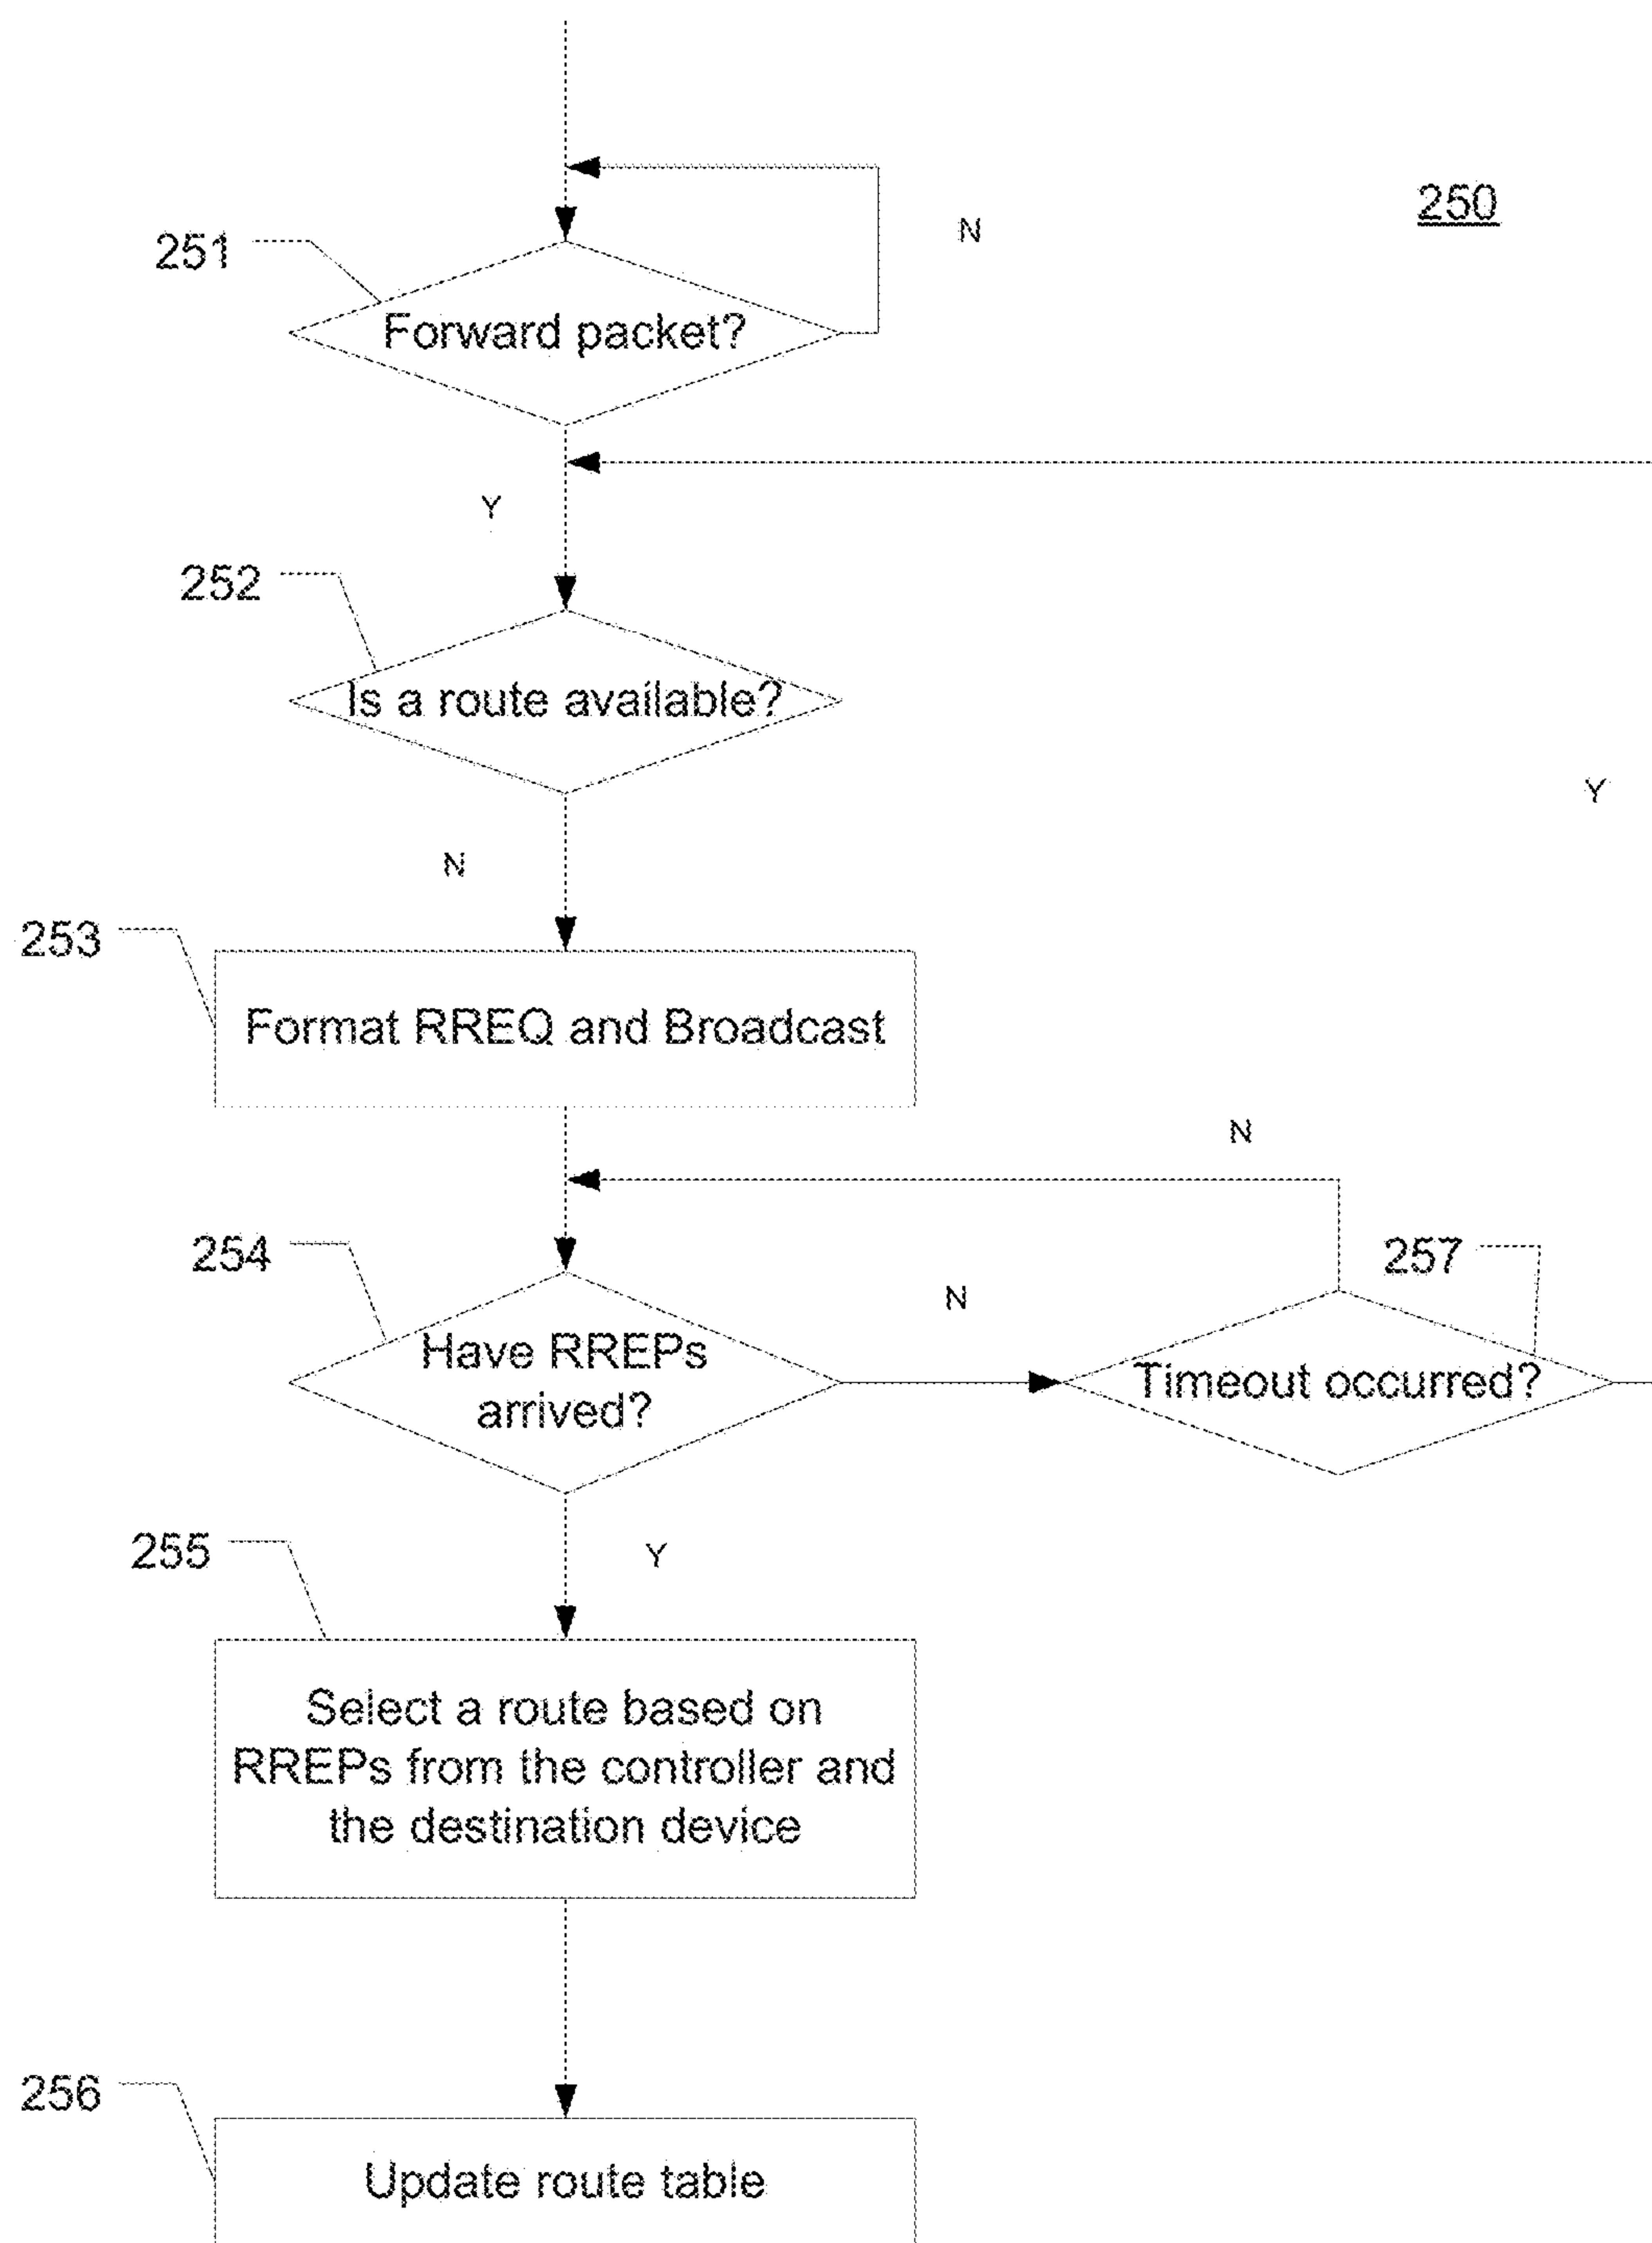 250
N
251
Forward packet?
Y
252
Is a route available?
Y
N
253
Format RREQ and Broadcast
N
254
257
N
Have RREPs
arrived?
Timeout occurred?
255
Y
Select a route based on
RREPs from the controller and
the destination device
256
Update route table